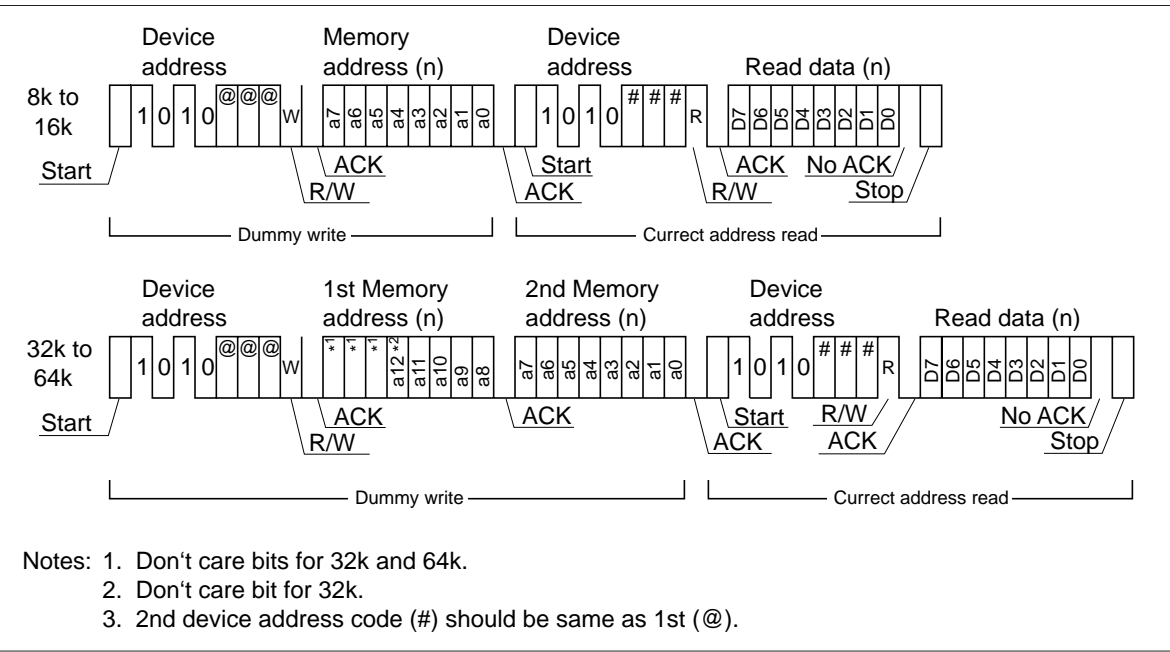 Device Memory Device
address address (n) address Read data (n)
8k to
16k
1 0 1 0 @ @ @ W a7 a6 a5 a4 a3 a2 a1 a0 1 0 1 0 # # # R D7 D6 D5 D4 D3 D2 D1 D0
Start ACK Start ACK No ACK
R/W ACK R/W Stop
Dummy write Currect address read
Device 1st Memory 2nd Memory Device
address address (n) address (n) address Read data (n)
32k to
64k
1 0 1 0 @ @ @ W *1 *1 *1 a12*2 a11 a10 a9 a8 a7 a6 a5 a4 a3 a2 a1 a0 1 0 1 0 # # # R D7 D6 D5 D4 D3 D2 D1 D0
Start ACK ACK Start R/W No ACK
R/W ACK ACK Stop
Dummy write Currect address read
Notes: 1. Don't care bits for 32k and 64k.
2. Don't care bit for 32k.
3. 2nd device address code (#) should be same as 1st (@).